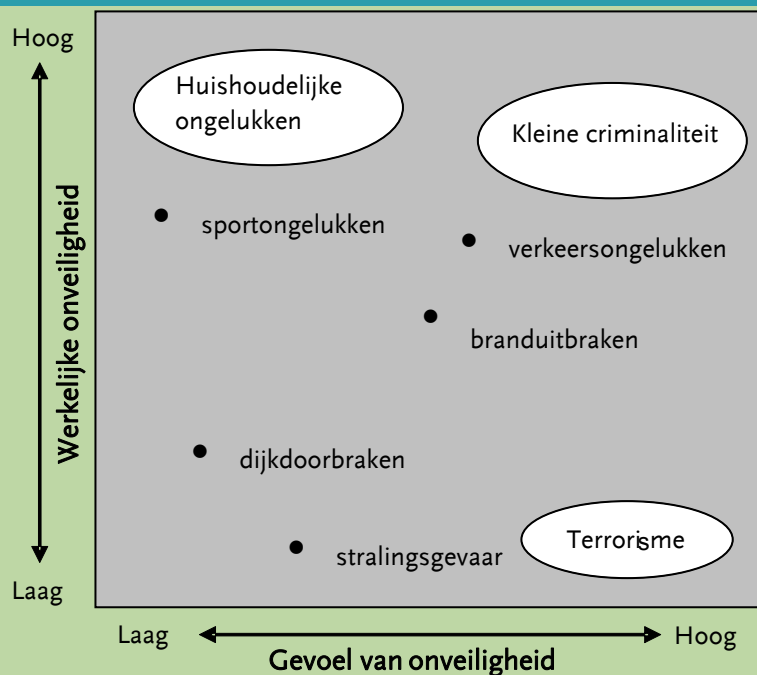 Hoog
Huishoudelijke
ongelukken
Kleine criminaliteit
sportongelukken
verkeersongelukken
branduitbraken
Werkelijke onveiligheid
dijkdoorbraken
Terrorisme
stralingsgevaar
Laag
Laag
Hoog
Gevoel van onveiligheid